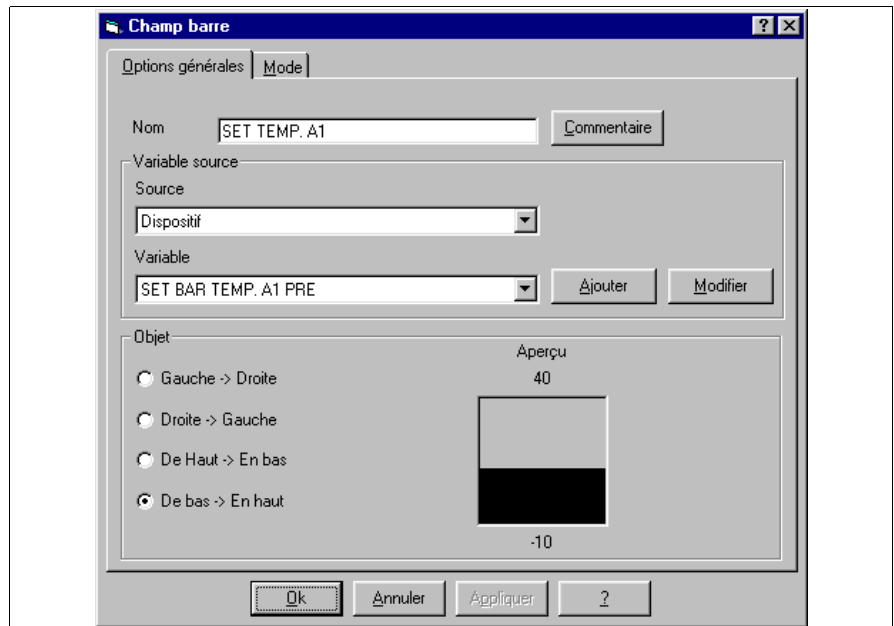 Champ barre
Options générales Mode
Nom SET TEMP. A1 Commentaire
Variable source
Source
Dispositif
Variable
SET BAR TEMP. A1 PRE Ajouter Modifier
Objet
Aperçu
Gauche -> Droite 40
Droite -> Gauche
De Haut -> En bas
De bas -> En haut
-10
Ok Annuler Appliquer ?